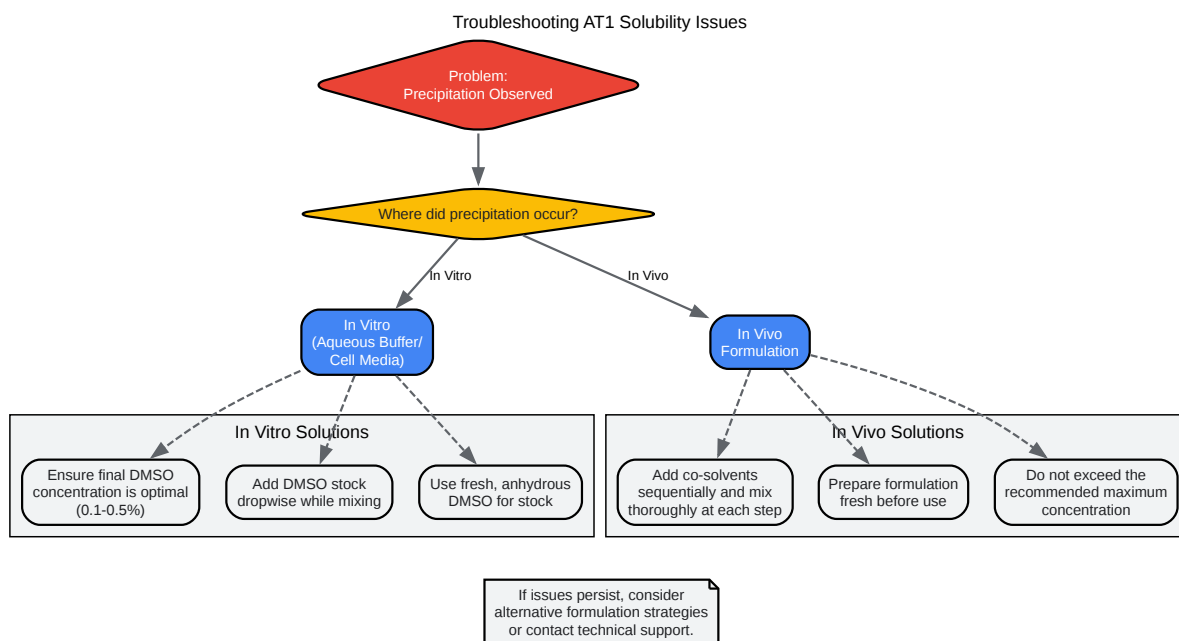 Troubleshooting AT1 Solubility Issues
Problem:
Precipitation Observed
Where did precipitation occur?
In Vitro
In Vivo
In Vitro
(Aqueous Buffer/
Cell Media)
In Vivo
Formulation
In Vitro Solutions
Ensure final DMSO
concentration is optimal
(0.1-0.5%)
Add DMSO stock
dropwise while mixing
Use fresh, anhydrous
DMSO for stock
In Vivo Solutions
Add co-solvents
sequentially and mix
thoroughly at each step
Prepare formulation
fresh before use
Do not exceed the
recommended maximum
concentration
If issues persist, consider
alternative formulation strategies
or contact technical support.